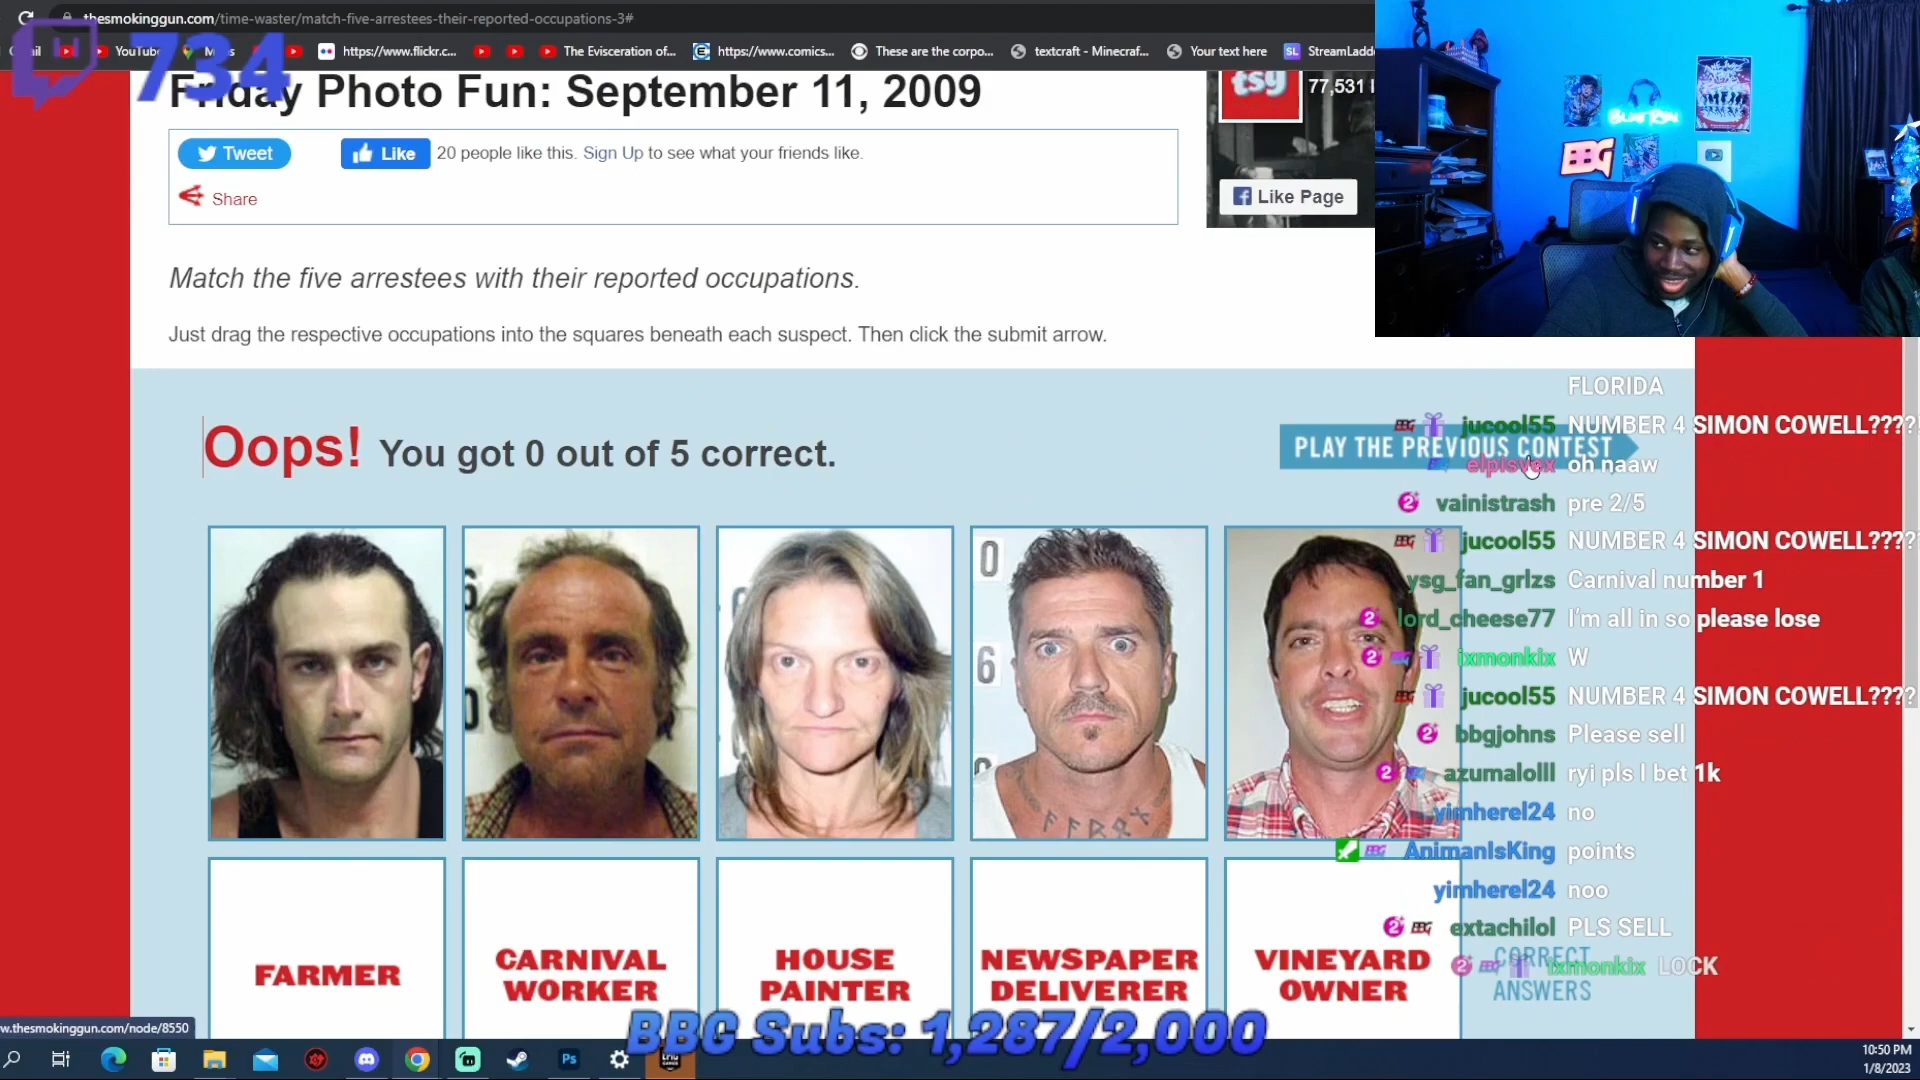 thesmokinggun.com/time-waster/match-five-arrestees-their-reported-occupations-3#
https://www.flickr.c...
The Evisceration of...
https://www.comics...
These are the corpo...
textcraft - Minecraf...
Your text here
SL
StreamLadd
734
Friday Photo Fun: September 11, 2009
Tweet
Like
20 people like this. Sign Up to see what your friends like.
Share
tsg
77,531 l
Like Page
BBG
Match the five arrestees with their reported occupations.
Just drag the respective occupations into the squares beneath each suspect. Then click the submit arrow.
Oops! You got 0 out of 5 correct.
PLAY THE PREVIOUS CONTEST
FLORIDA
jucool55 NUMBER 4 SIMON COWELL????
elpisvex oh naaw
vainistrash pre 2/5
jucool55 NUMBER 4 SIMON COWELL????
ysg_fan_grlzs Carnival number 1
lord_cheese77 I'm all in so please lose
ixmonkix W
jucool55 NUMBER 4 SIMON COWELL????
bbgjohns Please sell
azumalolll ryi pls I bet 1k
yimherel24 no
AnimanIsKing points
yimherel24 noo
extachilol PLS SELL
ixmonkix LOCK
FARMER
CARNIVAL
WORKER
HOUSE
PAINTER
NEWSPAPER
DELIVERER
VINEYARD
OWNER
CORRECT
ANSWERS
BBG Subs: 1,287/2,000
w.thesmokinggun.com/node/8550
Ps
10:50 PM
1/8/2023